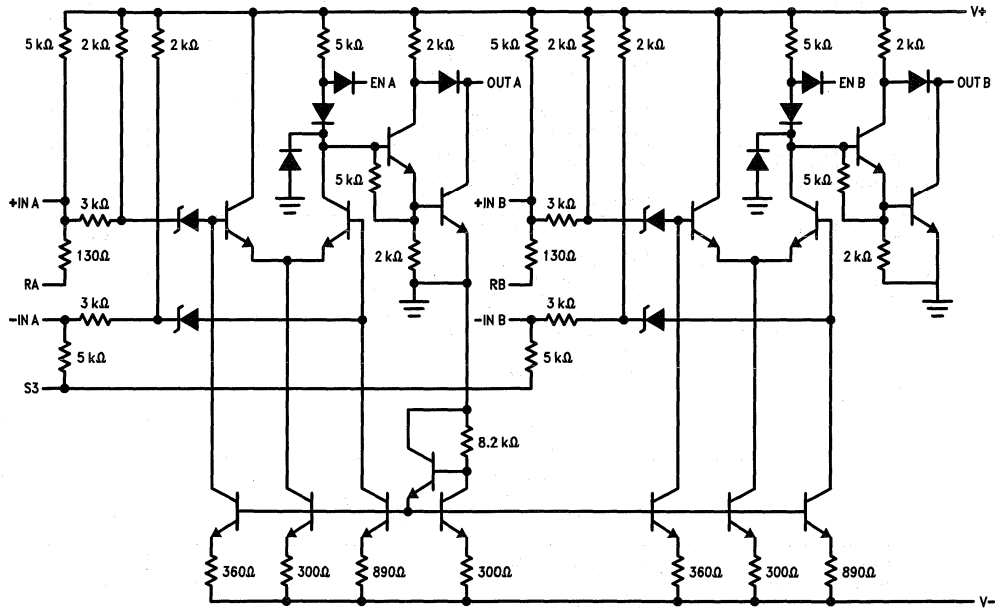 V+
5 kΩ 2 kΩ 2 kΩ 5 kΩ 2 kΩ 5 kΩ 2 kΩ 2 kΩ 5 kΩ 2 kΩ
EN A OUT A EN B OUT B
5 kΩ 5 kΩ
+IN A 3 kΩ +IN B 3 kΩ
130Ω 2 kΩ 130Ω 2 kΩ
RA RB
3 kΩ 3 kΩ
-IN A -IN B
5 kΩ 5 kΩ
S3
8.2 kΩ
360Ω 300Ω 890Ω 300Ω 360Ω 300Ω 890Ω
V-